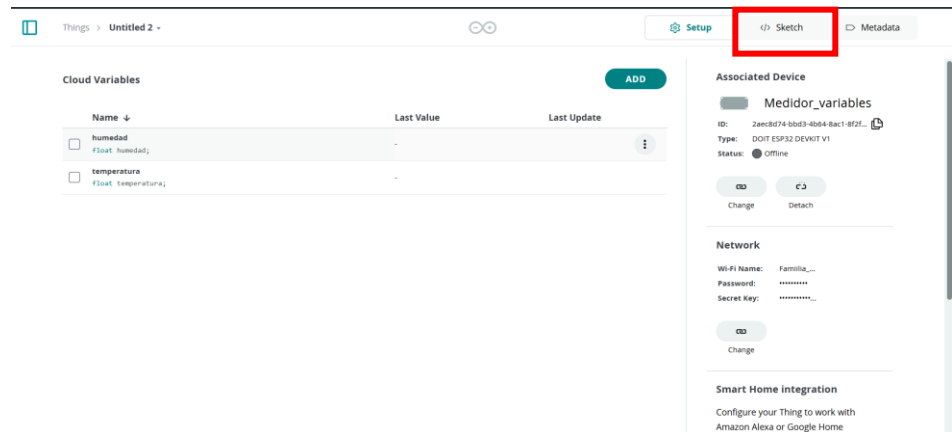 Things > Untitled 2
Setup
</> Sketch
Metadata
Cloud Variables
ADD
Name ↓ Last Value Last Update
humedad
float humedad;
-
temperatura
float temperatura;
-
Associated Device
Medidor_variables
ID: 2aec8d74-bbd3-4b64-8ac1-8f2f...
Type: DOIT ESP32 DEVKIT V1
Status: Offline
Change Detach
Network
Wi-Fi Name: Familia_...
Password: ••••••••••
Secret Key: •••••••••••...
Change
Smart Home integration
Configure your Thing to work with
Amazon Alexa or Google Home